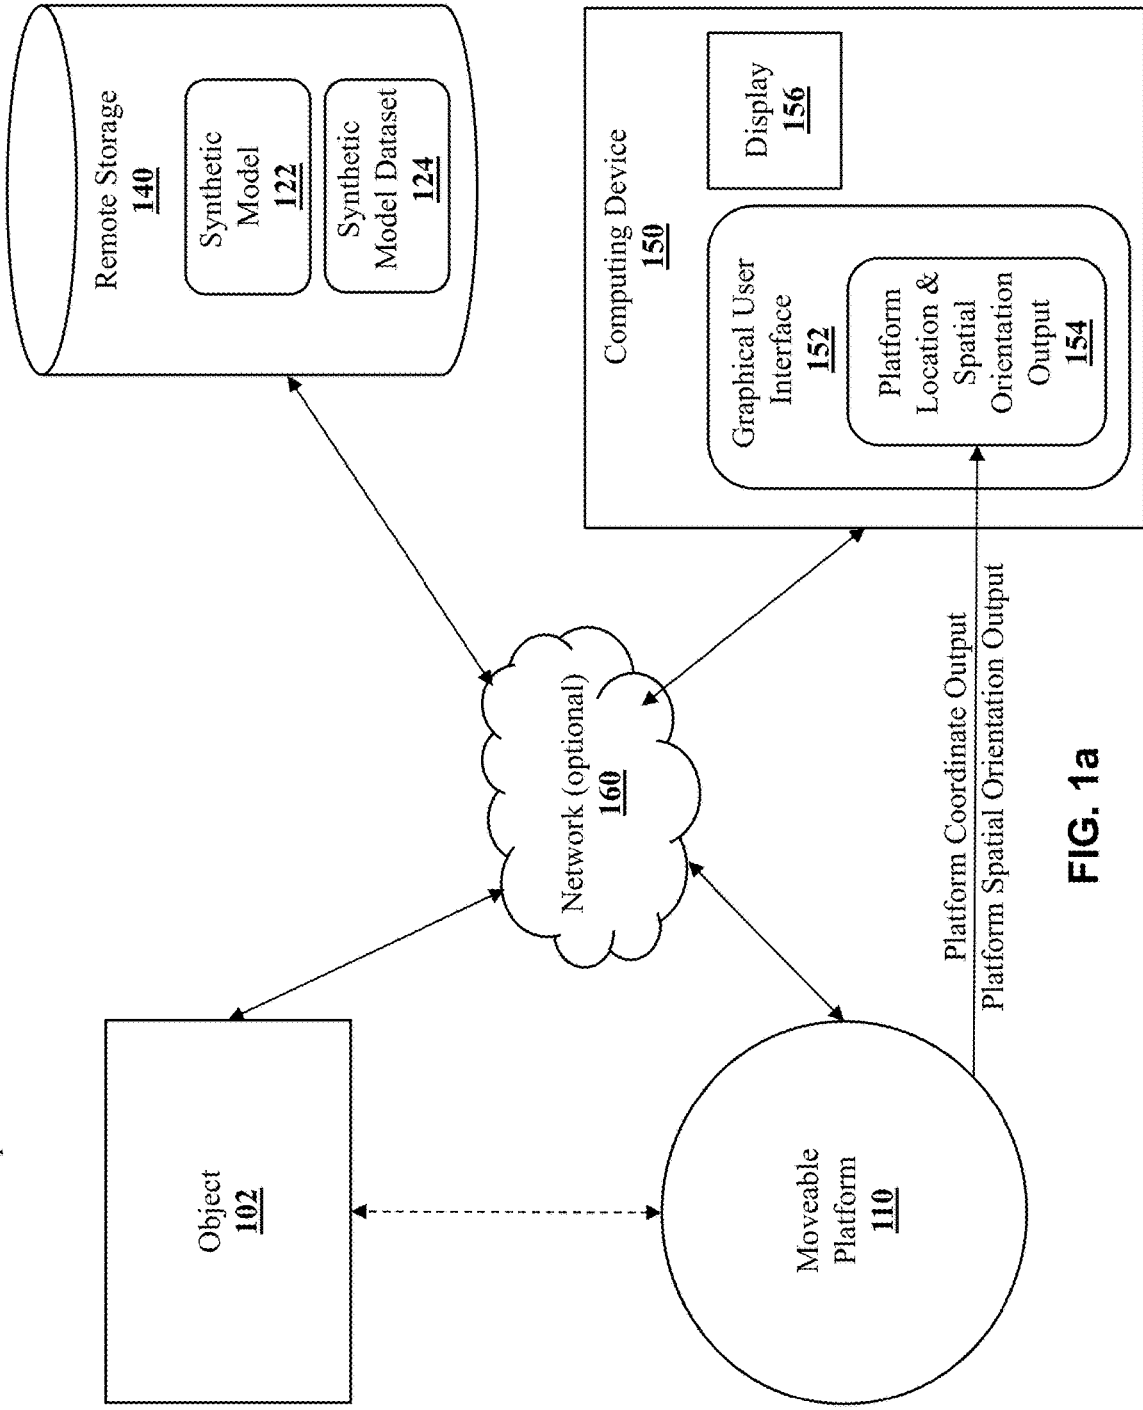 Object
102
Moveable
Platform
110
Network (optional)
160
Remote Storage
140
Synthetic
Model
122
Synthetic
Model Dataset
124
Computing Device
150
Graphical User
Interface
152
Platform
Location &
Spatial
Orientation
Output
154
Display
156
Platform Coordinate Output
Platform Spatial Orientation Output
FIG. 1a